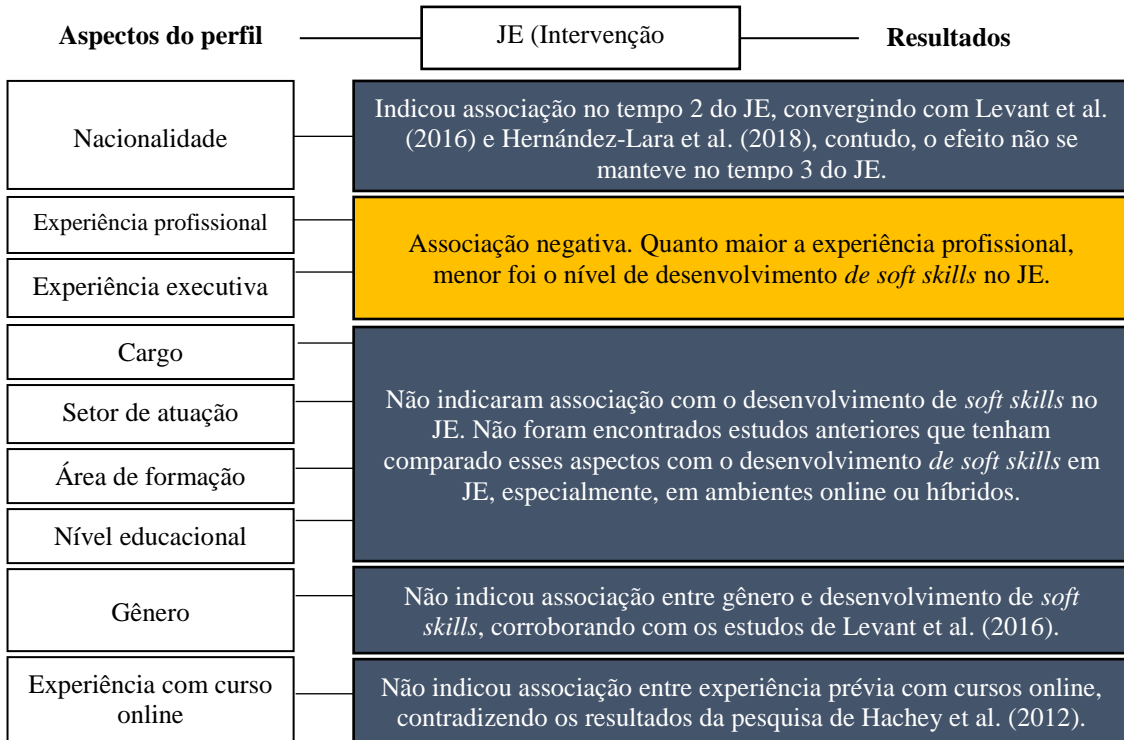 Aspectos do perfil
JE (Intervenção
Resultados
Nacionalidade
Indicou associação no tempo 2 do JE, convergindo com Levant et al.
(2016) e Hernández-Lara et al. (2018), contudo, o efeito não se
manteve no tempo 3 do JE.
Experiência profissional
Experiência executiva
Associação negativa. Quanto maior a experiência profissional,
menor foi o nível de desenvolvimento de soft skills no JE.
Cargo
Setor de atuação
Área de formação
Nível educacional
Não indicaram associação com o desenvolvimento de soft skills no
JE. Não foram encontrados estudos anteriores que tenham
comparado esses aspectos com o desenvolvimento de soft skills em
JE, especialmente, em ambientes online ou híbridos.
Gênero
Não indicou associação entre gênero e desenvolvimento de soft
skills, corroborando com os estudos de Levant et al. (2016).
Experiência com curso
online
Não indicou associação entre experiência prévia com cursos online,
contradizendo os resultados da pesquisa de Hachey et al. (2012).